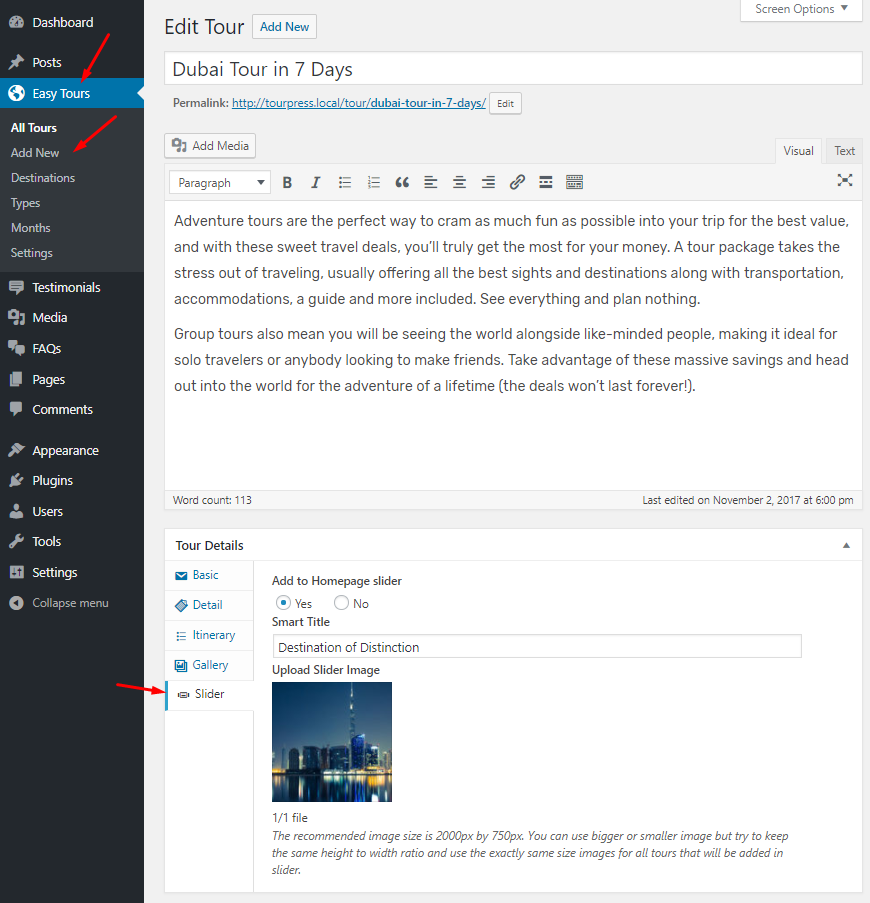 Dashboard
Posts
Easy Tours
All Tours
Add New
Destinations
Types
Months
Settings
Testimonials
Media
FAQs
Pages
Comments
Appearance
Plugins
Users
Tools
Settings
Collapse menu
Screen Options
Edit Tour
Add New
Dubai Tour in 7 Days
Permalink: http://tourpress.local/tour/dubai-tour-in-7-days/ Edit
Add Media
Visual Text
Paragraph
Adventure tours are the perfect way to cram as much fun as possible into your trip for the best value,
and with these sweet travel deals, you’ll truly get the most for your money. A tour package takes the
stress out of traveling, usually offering all the best sights and destinations along with transportation,
accommodations, a guide and more included. See everything and plan nothing.
Group tours also mean you will be seeing the world alongside like-minded people, making it ideal for
solo travelers or anybody looking to make friends. Take advantage of these massive savings and head
out into the world for the adventure of a lifetime (the deals won’t last forever!).
Word count: 113
Last edited on November 2, 2017 at 6:00 pm
Tour Details
Basic
Detail
Itinerary
Gallery
Slider
Add to Homepage slider
Yes No
Smart Title
Destination of Distinction
Upload Slider Image
1/1 file
The recommended image size is 2000px by 750px. You can use bigger or smaller image but try to keep
the same height to width ratio and use the exactly same size images for all tours that will be added in
slider.